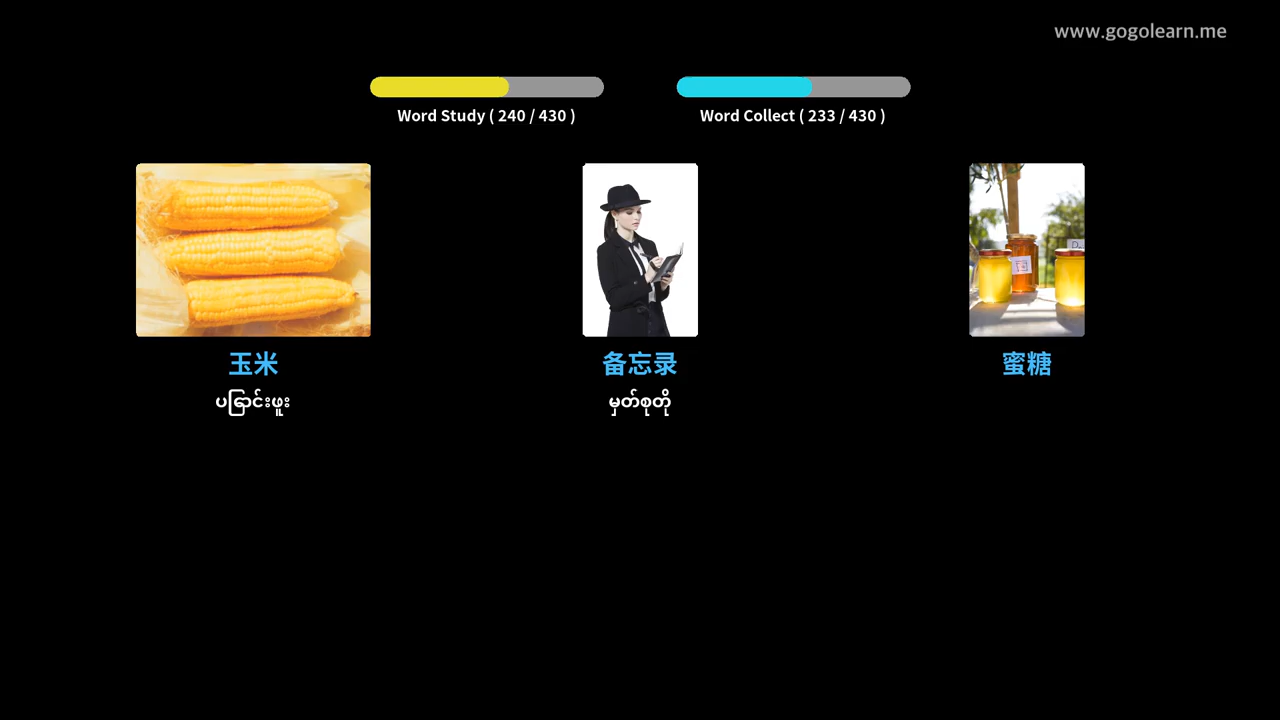 www.gogolearn.me
Word Study ( 240 / 430 )
Word Collect ( 233 / 430 )
玉米
备忘录
蜜糖
ပြောင်းဖူး
မှတ်စုတို